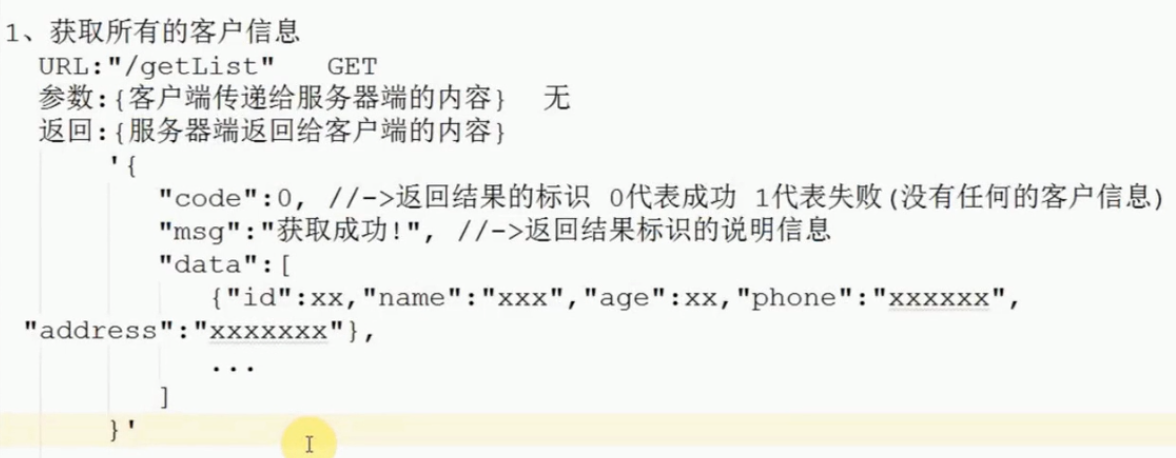 1、获取所有的客户信息
URL:"/getList"   GET
参数:{客户端传递给服务器端的内容}  无
返回:{服务器端返回给客户端的内容}
'{
"code":0, //->返回结果的标识 0代表成功 1代表失败(没有任何的客户信息)
"msg":"获取成功!", //->返回结果标识的说明信息
"data":[
{"id":xx,"name":"xxx","age":xx,"phone":"xxxxxx",
"address":"xxxxxxx"},
...
]
}'